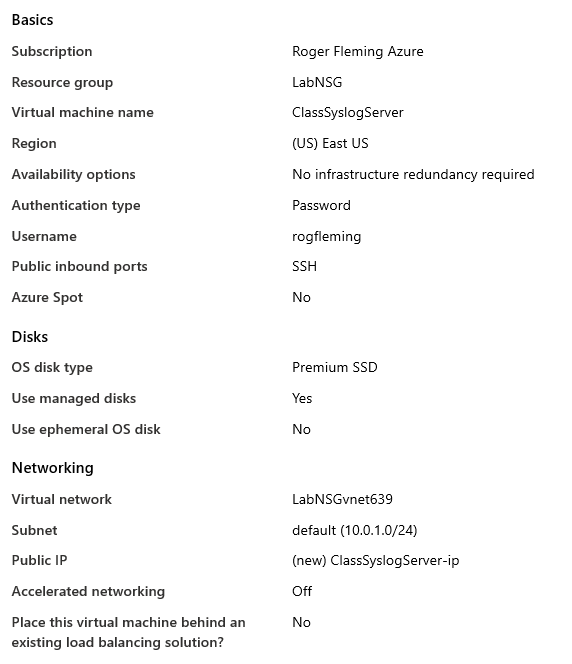 Basics
Subscription Roger Fleming Azure
Resource group LabNSG
Virtual machine name ClassSyslogServer
Region (US) East US
Availability options No infrastructure redundancy required
Authentication type Password
Username rogfleming
Public inbound ports SSH
Azure Spot No
Disks
OS disk type Premium SSD
Use managed disks Yes
Use ephemeral OS disk No
Networking
Virtual network LabNSGvnet639
Subnet default (10.0.1.0/24)
Public IP (new) ClassSyslogServer-ip
Accelerated networking Off
Place this virtual machine behind an No
existing load balancing solution?